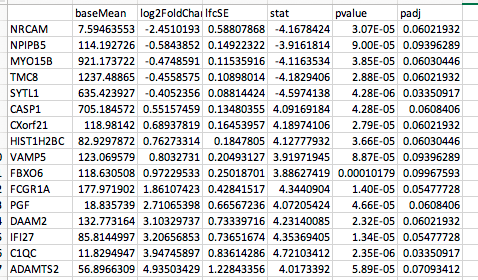 baseMean log2FoldChan lfcSE stat pvalue padj
NRCAM 7.59463553 -2.4510193 0.58807868 -4.1678424 3.07E-05 0.06021932
NPIPB5 114.192726 -0.5843852 0.14922322 -3.9161814 9.00E-05 0.09396289
MYO15B 921.173722 -0.4748591 0.11535916 -4.1163534 3.85E-05 0.06030446
TMC8 1237.48865 -0.4558575 0.10898014 -4.1829406 2.88E-05 0.06021932
SYTL1 635.423927 -0.4052356 0.08814424 -4.5974138 4.28E-06 0.03350917
CASP1 705.184572 0.55157459 0.13480355 4.09169184 4.28E-05 0.0608406
CXorf21 118.98142 0.68937819 0.16453957 4.18974106 2.79E-05 0.06021932
HIST1H2BC 82.9297872 0.76273314 0.1847805 4.12777932 3.66E-05 0.06030446
VAMP5 123.069579 0.8032731 0.20493127 3.91971945 8.87E-05 0.09396289
FBXO6 118.630508 0.97229533 0.25018701 3.88627419 0.00010179 0.09967593
FCGR1A 177.971902 1.86107423 0.42841517 4.3440904 1.40E-05 0.05477728
PGF 18.835739 2.71065398 0.66567236 4.07205424 4.66E-05 0.0608406
DAAM2 132.773164 3.10329737 0.73339716 4.23140085 2.32E-05 0.06021932
IFI27 85.8144997 3.20656853 0.73651674 4.35369405 1.34E-05 0.05477728
C1QC 11.8294947 3.94745897 0.83614286 4.72103412 2.35E-06 0.03350917
ADAMTS2 56.8966309 4.93503429 1.22843356 4.0173392 5.89E-05 0.07093412